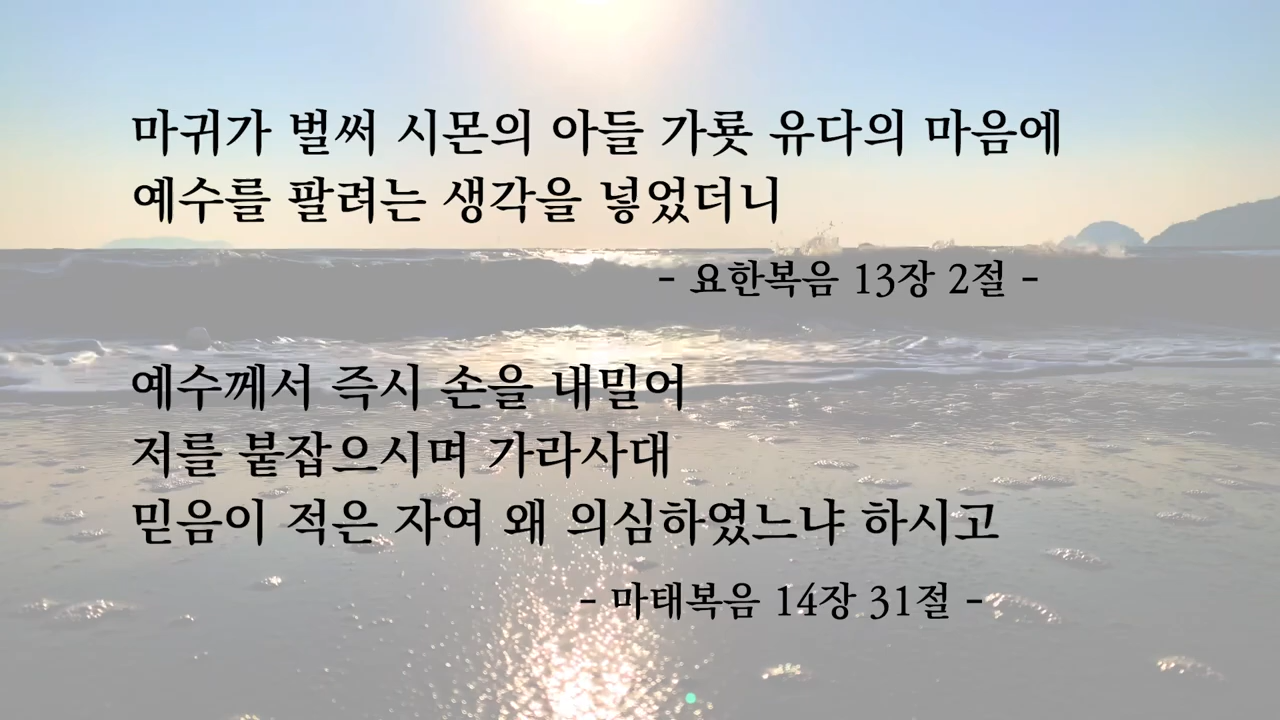 마귀가 벌써 시몬의 아들 가룟 유다의 마음에
예수를 팔려는 생각을 넣었더니
- 요한복음 13장 2절 -
예수께서 즉시 손을 내밀어
저를 붙잡으시며 가라사대
믿음이 적은 자여 왜 의심하였느냐 하시고
- 마태복음 14장 31절 -